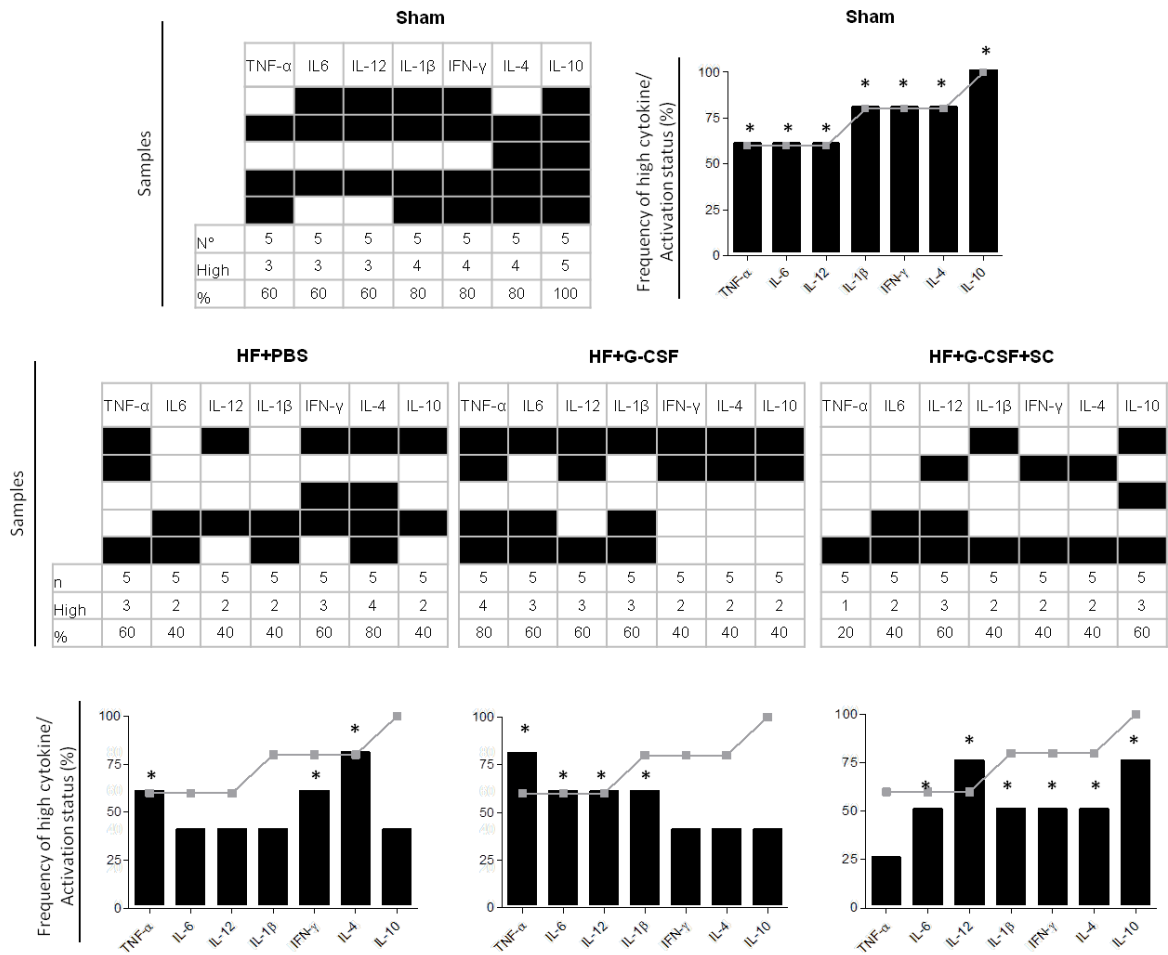 Sham
TNF-α IL6 IL-12 IL-1β IFN-γ IL-4 IL-10
Samples
N° 5 5 5 5 5 5 5
High 3 3 3 4 4 4 5
% 60 60 60 80 80 80 100
Sham
Frequency of high cytokine/
Activation status (%)
100
75
50
25
0
* * * * * * *
TNF-α IL-6 IL-12 IL-1β IFN-γ IL-4 IL-10
Samples
HF+PBS
TNF-α IL6 IL-12 IL-1β IFN-γ IL-4 IL-10
n 5 5 5 5 5 5 5
High 3 2 2 2 3 4 2
% 60 40 40 40 60 80 40
HF+G-CSF
TNF-α IL6 IL-12 IL-1β IFN-γ IL-4 IL-10
5 5 5 5 5 5 5
4 3 3 3 2 2 2
80 60 60 60 40 40 40
HF+G-CSF+SC
TNF-α IL6 IL-12 IL-1β IFN-γ IL-4 IL-10
5 5 5 5 5 5 5
1 2 3 2 2 2 3
20 40 60 40 40 40 60
Frequency of high cytokine/
Activation status (%)
100
75
50
25
0
* * *
TNF-α IL-6 IL-12 IL-1β IFN-γ IL-4 IL-10
100
75
50
25
0
* * * *
TNF-α IL-6 IL-12 IL-1β IFN-γ IL-4 IL-10
100
75
50
25
0
* * * * * *
TNF-α IL-6 IL-12 IL-1β IFN-γ IL-4 IL-10